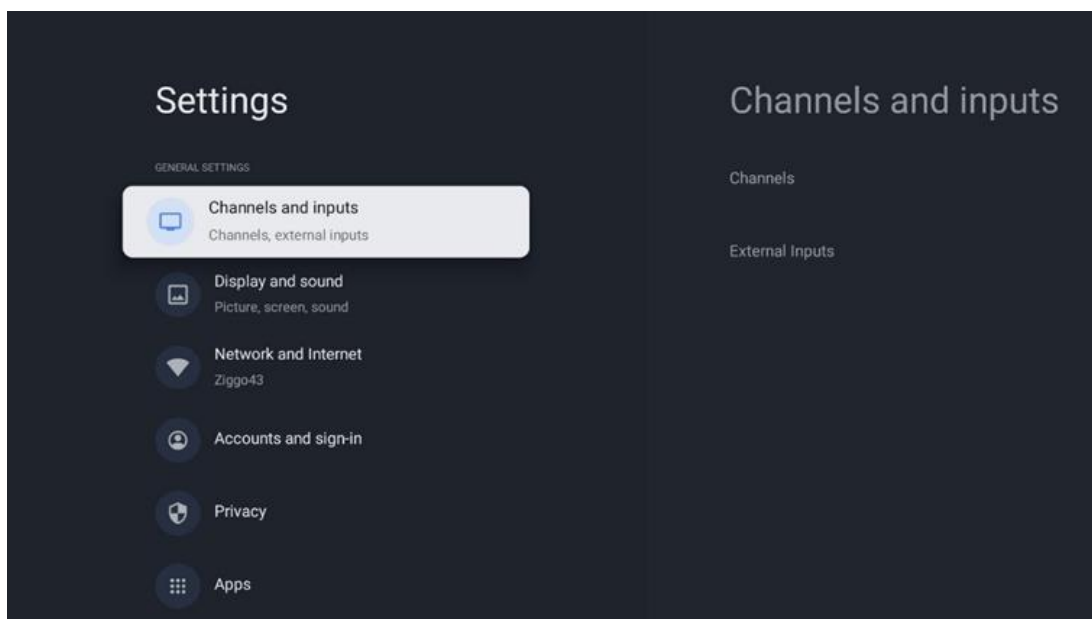 Settings
GENERAL SETTINGS
Channels and inputs
Channels, external inputs
Display and sound
Picture, screen, sound
Network and Internet
Ziggo43
Accounts and sign-in
Privacy
Apps
Channels and inputs
Channels
External Inputs